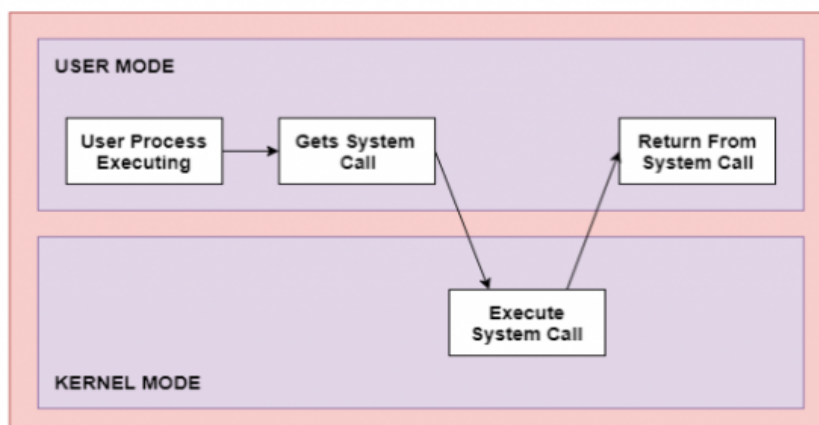 USER MODE
User Process
Executing
Gets System
Call
Return From
System Call
Execute
System Call
KERNEL MODE